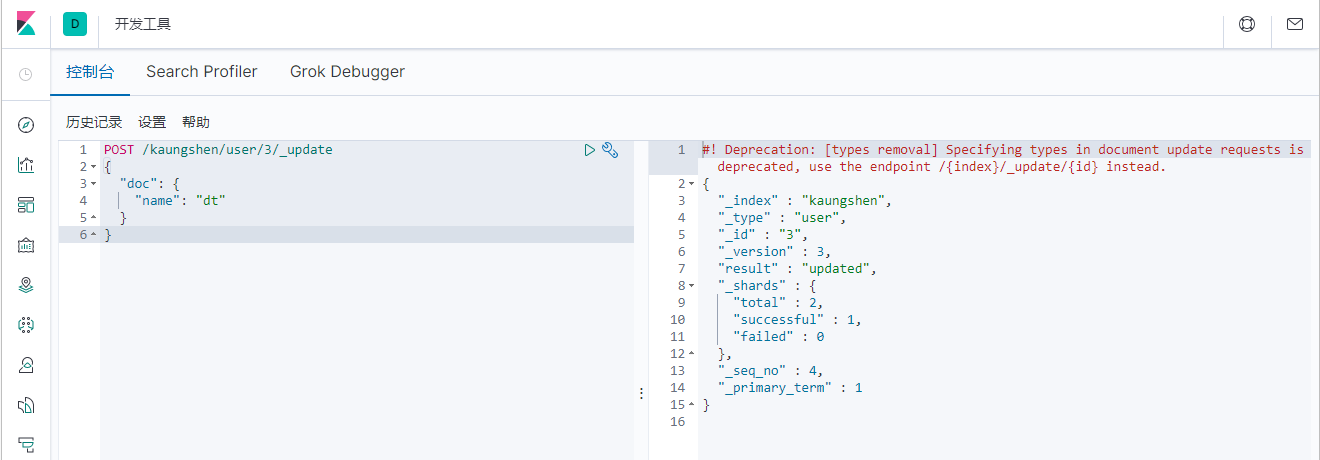 D 开发工具
控制台 Search Profiler Grok Debugger
历史记录 设置 帮助
1 POST /kaungshen/user/3/_update
2 {
3 "doc": {
4 "name": "dt"
5 }
6 }
1 #! Deprecation: [types removal] Specifying types in document update requests is
deprecated, use the endpoint /{index}/_update/{id} instead.
2 {
3 "_index" : "kaungshen",
4 "_type" : "user",
5 "_id" : "3",
6 "_version" : 3,
7 "result" : "updated",
8 "_shards" : {
9 "total" : 2,
10 "successful" : 1,
11 "failed" : 0
12 },
13 "_seq_no" : 4,
14 "_primary_term" : 1
15 }
16